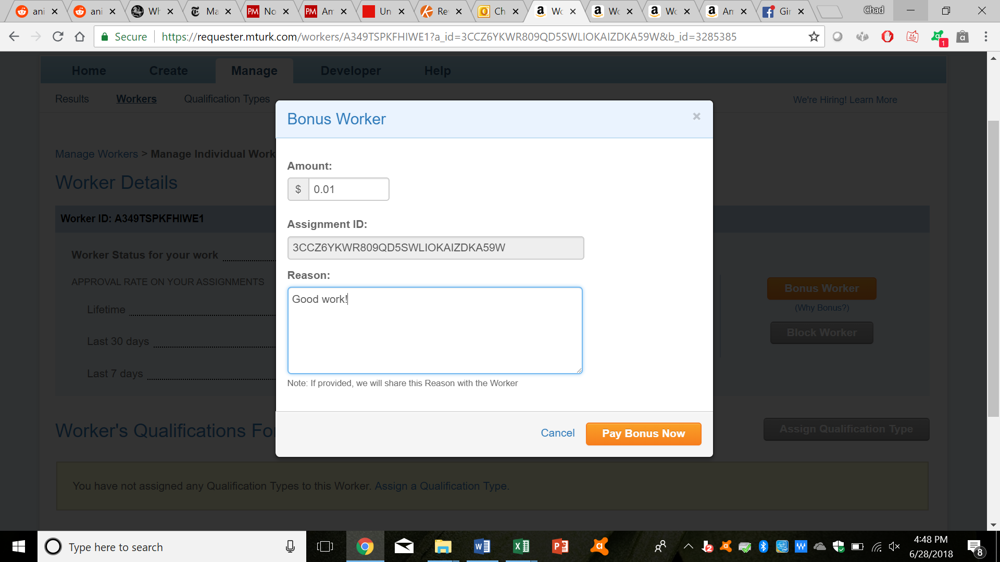 ani
ani
Wh
Ma
No
Am
Un
Re
Ch
Wo
Wo
Wo
Am
Gir
Chad
Secure
https://requester.mturk.com/workers/A349TSPKFHIWE1?a_id=3CCZ6YKWR809QD5SWLIOKAIZDKA59W&b_id=3285385
1
Home Create Manage Developer Help
Results Workers Qualification Types We're Hiring! Learn More
Manage Workers > Manage Individual Work
Worker Details
Worker ID: A349TSPKFHIWE1
Worker Status for your work
APPROVAL RATE ON YOUR ASSIGNMENTS
Lifetime
Last 30 days
Last 7 days
Bonus Worker
(Why Bonus?)
Block Worker
Bonus Worker
Amount:
$ 0.01
Assignment ID:
3CCZ6YKWR809QD5SWLIOKAIZDKA59W
Reason:
Good work!
Note: If provided, we will share this Reason with the Worker
Cancel Pay Bonus Now
Worker's Qualifications For
Assign Qualification Type
You have not assigned any Qualification Types to this Worker. Assign a Qualification Type.
Type here to search
4:48 PM
6/28/2018
8